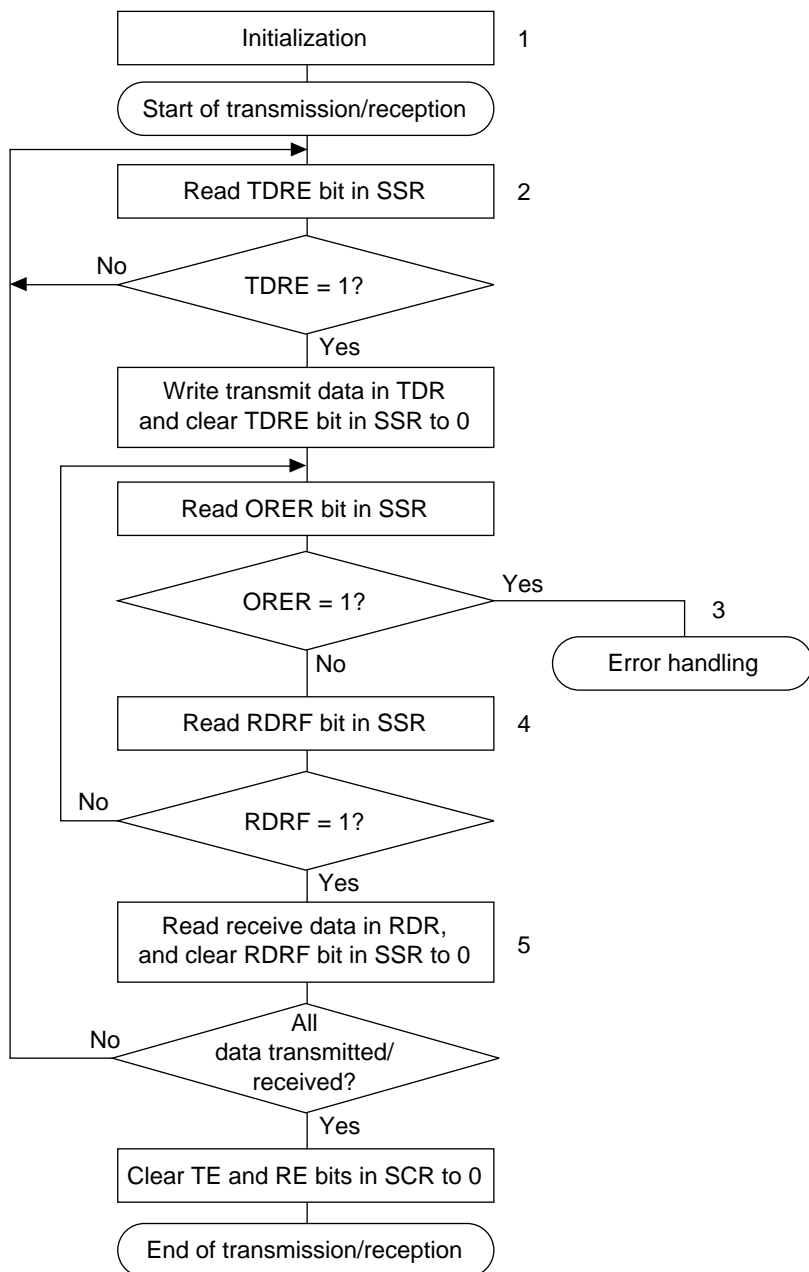 Initialization
1
Start of transmission/reception
Read TDRE bit in SSR
2
No
TDRE = 1?
Yes
Write transmit data in TDR
and clear TDRE bit in SSR to 0
Read ORER bit in SSR
Yes
ORER = 1?
3
No
Error handling
Read RDRF bit in SSR
4
No
RDRF = 1?
Yes
Read receive data in RDR,
and clear RDRF bit in SSR to 0
5
All
No
data transmitted/
received?
Yes
Clear TE and RE bits in SCR to 0
End of transmission/reception